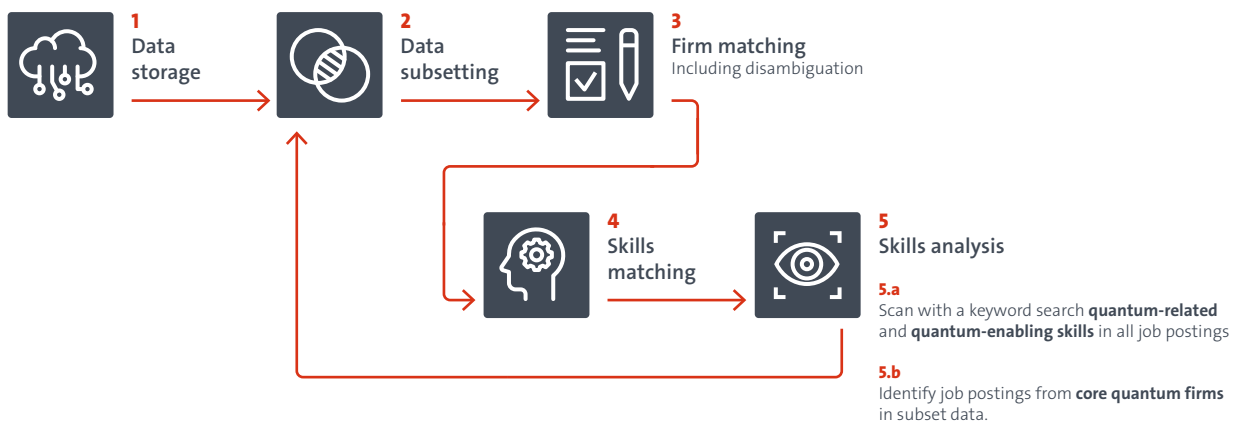 1
Data
storage
2
Data
subsetting
3
Firm matching
Including disambiguation
4
Skills
matching
5
Skills analysis
5.a
Scan with a keyword search quantum-related
and quantum-enabling skills in all job postings
5.b
Identify job postings from core quantum firms
in subset data.